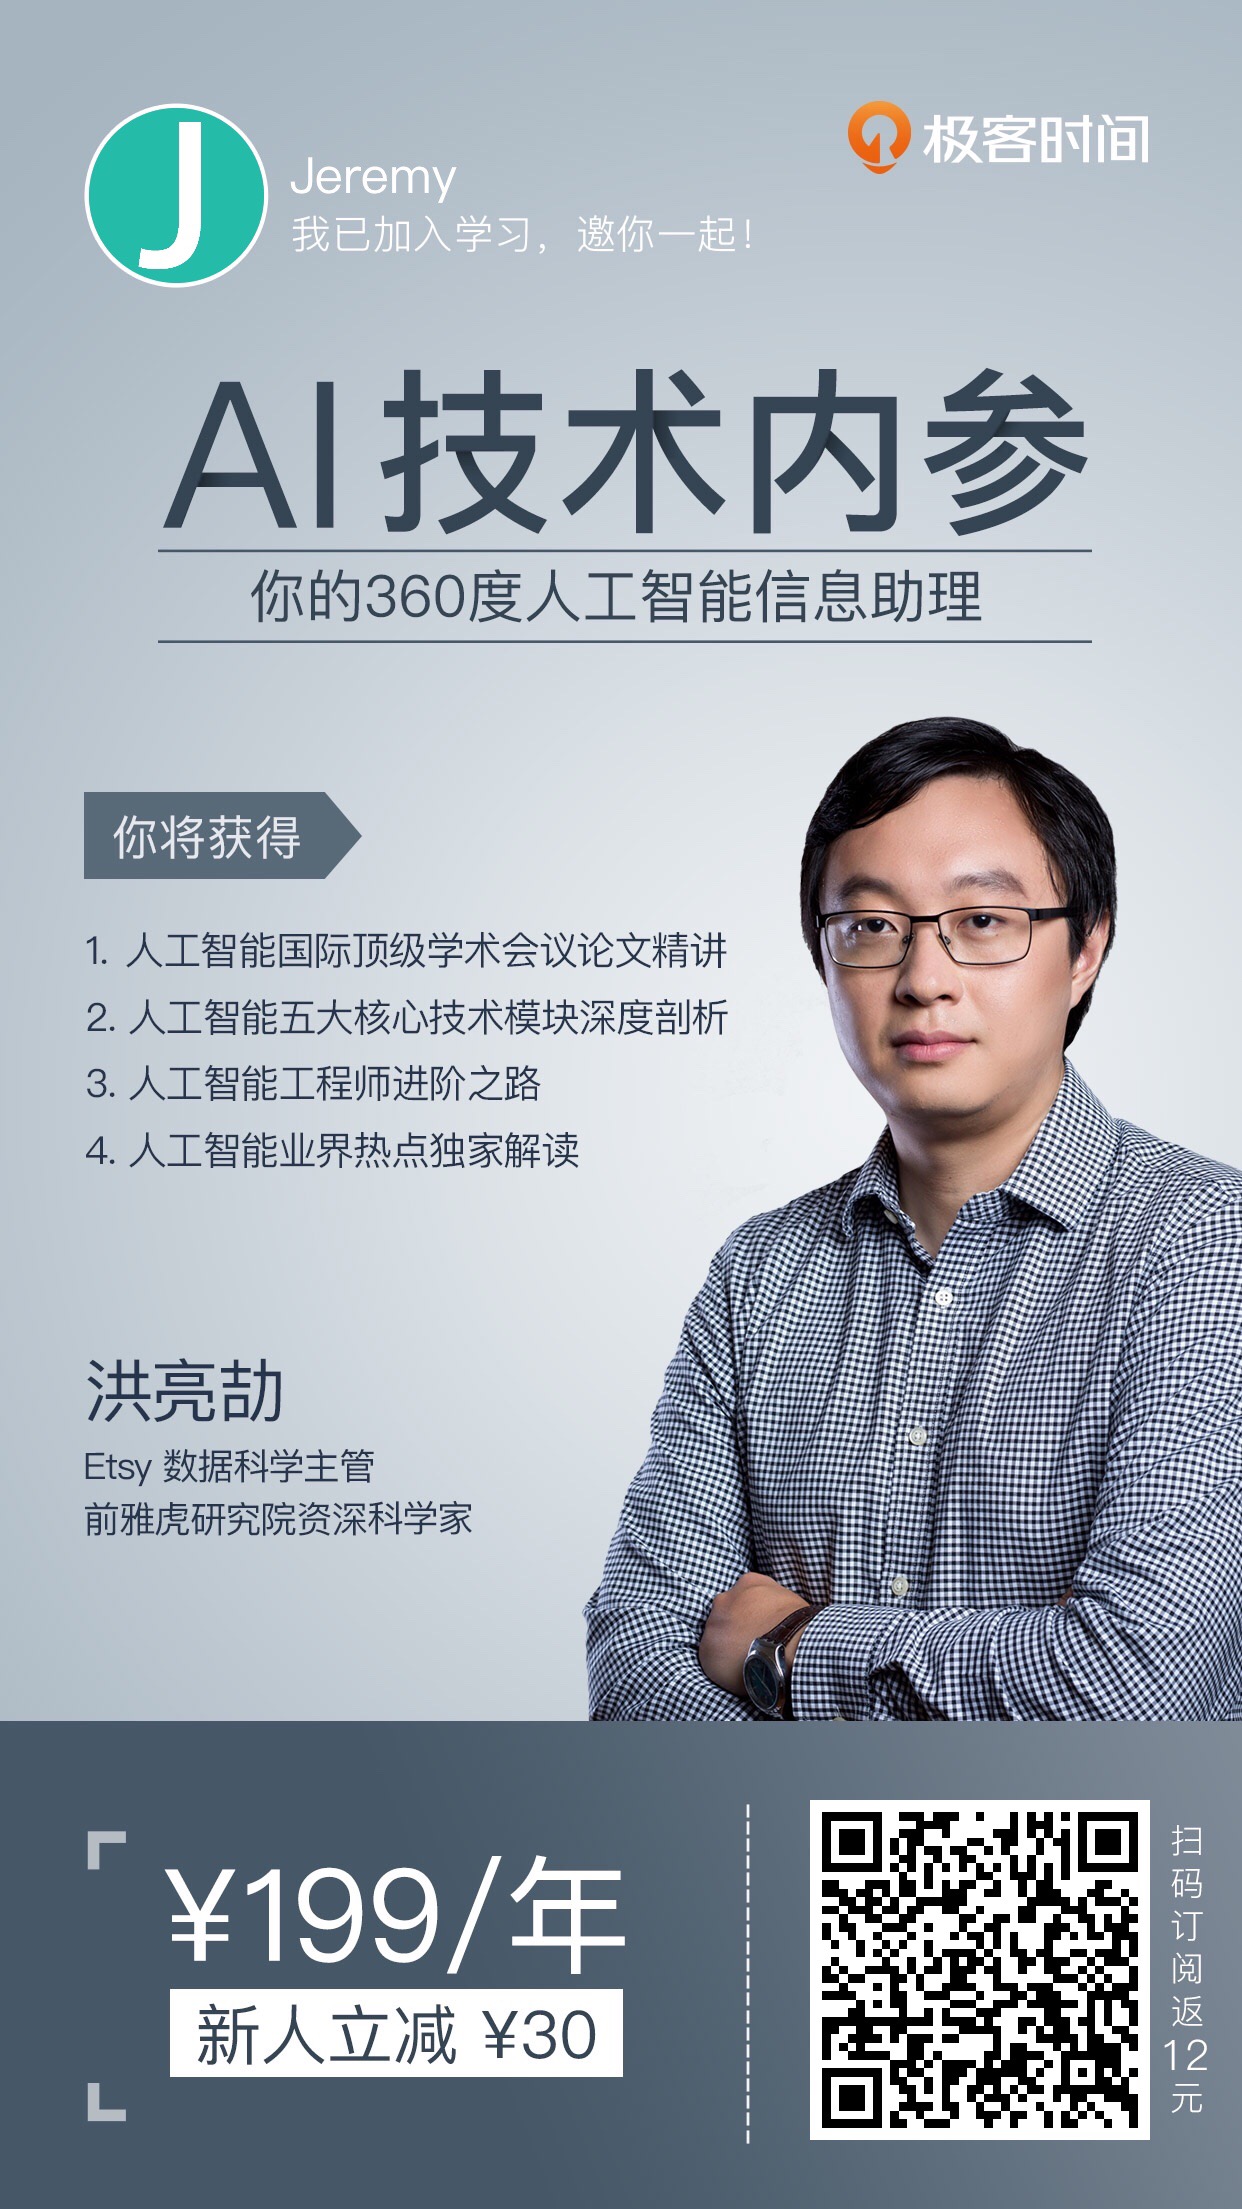 J
Jeremy
我已加入学习，邀你一起！
极客时间
AI技术内参
你的360度人工智能信息助理
你将获得
1. 人工智能国际顶级学术会议论文精讲
2. 人工智能五大核心技术模块深度剖析
3. 人工智能工程师进阶之路
4. 人工智能业界热点独家解读
洪亮劼
Etsy 数据科学主管
前雅虎研究院资深科学家
¥199/年
新人立减 ¥30
扫码订阅返12元